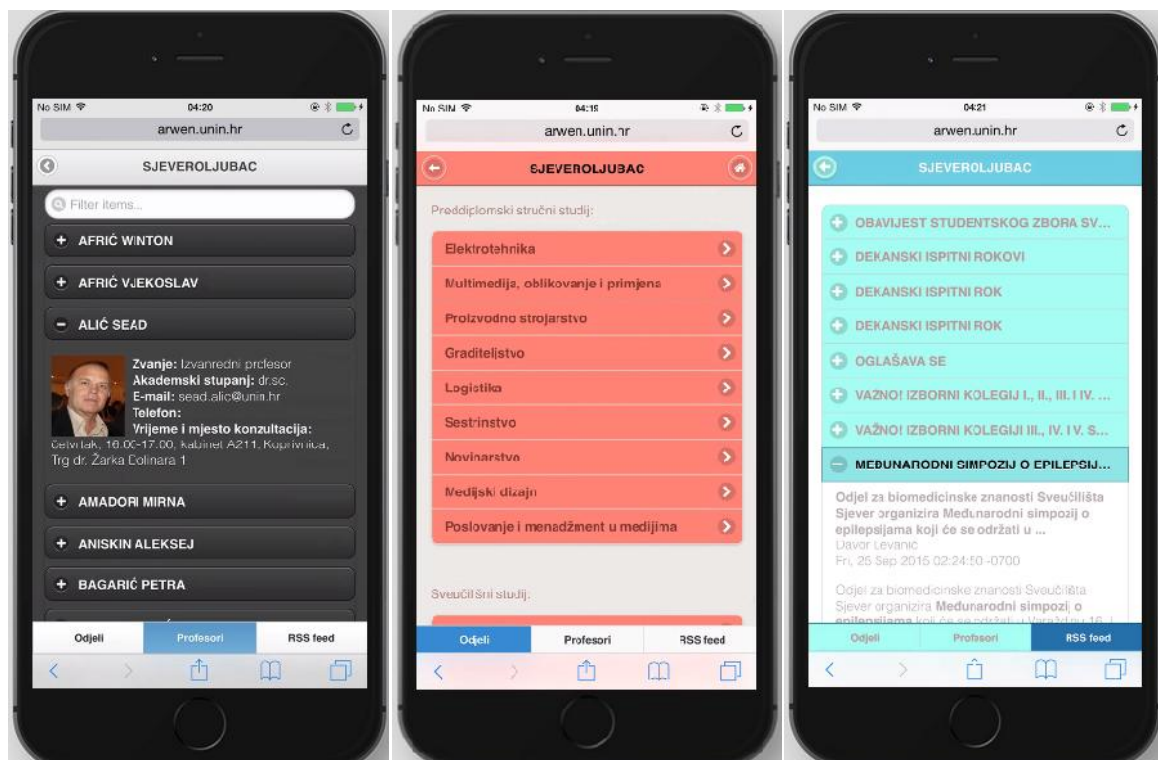 No SIM 04:20
arwen.unin.hr
SJEVEROLJUBAC
Filter items...
AFRIĆ WINTON
AFRIĆ VJEKOSLAV
ALIĆ SEAD
Zvanje: Izvanredni profesor
Akademski stupanj: dr.sc.
E-mail: sead.alic@unin.hr
Telefon:
Vrijeme i mjesto konzultacija:
četvrtak, 16.00-17.00, kabinet A211, Koprivnica,
Trg dr. Žarka Dolinara 1
AMADORI MIRNA
ANISKIN ALEKSEJ
BAGARIĆ PETRA
Odjeli Profesori RSS feed
No SIM 04:19
arwen.unin.hr
SJEVEROLJUBAC
Preddiplomski stručni studij:
Elektrotehnika
Multimedija, oblikovanje i primjena
Proizvodno strojarstvo
Graditeljstvo
Logistika
Sestrinstvo
Novinarstvo
Medijski dizajn
Poslovanje i menadžment u medijima
Sveučilišni studij:
Odjeli Profesori RSS feed
No SIM 04:21
arwen.unin.hr
SJEVEROLJUBAC
OBAVIJEST STUDENTSKOG ZBORA SV...
DEKANSKI ISPITNI ROKOVI
DEKANSKI ISPITNI ROK
DEKANSKI ISPITNI ROK
OGLAŠAVA SE
VAŽNO! IZBORNI KOLEGIJ I., II., III. I IV. ...
VAŽNO! IZBORNI KOLEGIJI III., IV. I V. S...
MEĐUNARODNI SIMPOZIJ O EPILEPSIJ...
Odjel za biomedicinske znanosti Sveučilišta
Sjever organizira Međunarodni simpozij o
epilepsijama koji će se održati u ...
Davor Levanić
Fri, 25 Sep 2015 02:24:50 -0700
Odjel za biomedicinske znanosti Sveučilišta
Sjever organizira Međunarodni simpozij o
epilepsijama koji će se održati u Varaždinu 16. i
Odjeli Profesori RSS feed